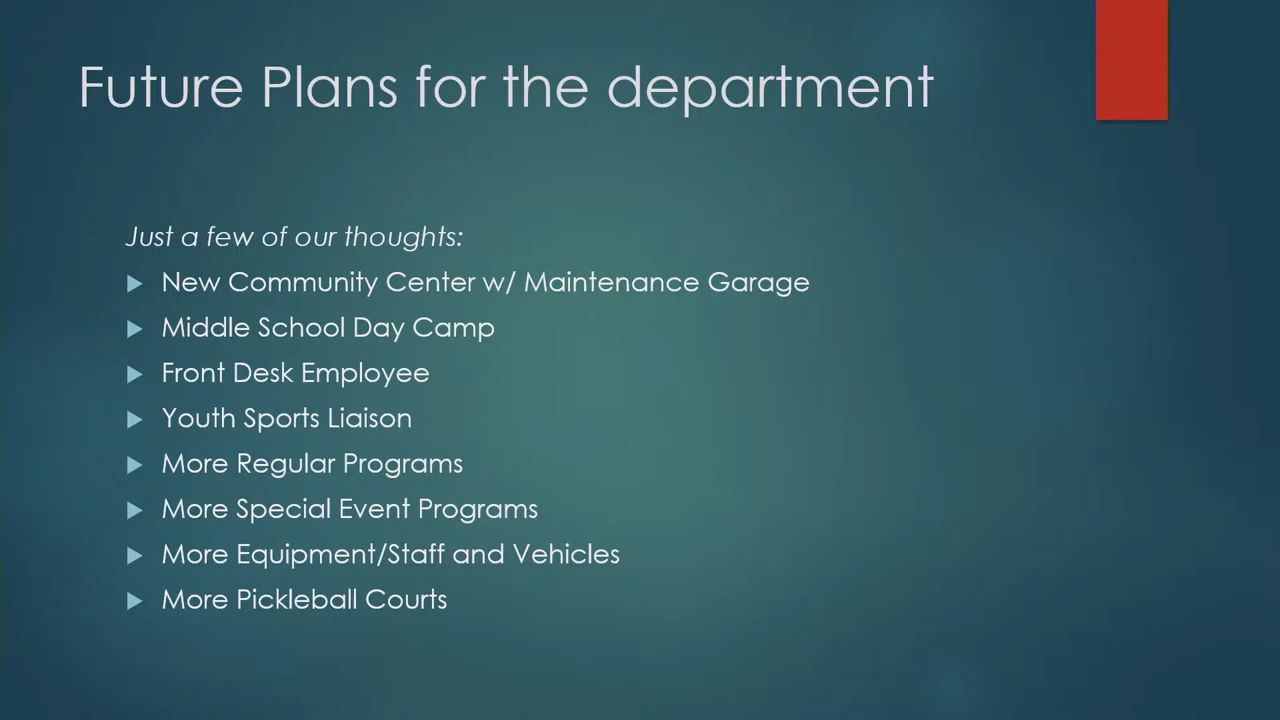 Future Plans for the department
Just a few of our thoughts:
New Community Center w/ Maintenance Garage
Middle School Day Camp
Front Desk Employee
Youth Sports Liaison
More Regular Programs
More Special Event Programs
More Equipment/Staff and Vehicles
More Pickleball Courts